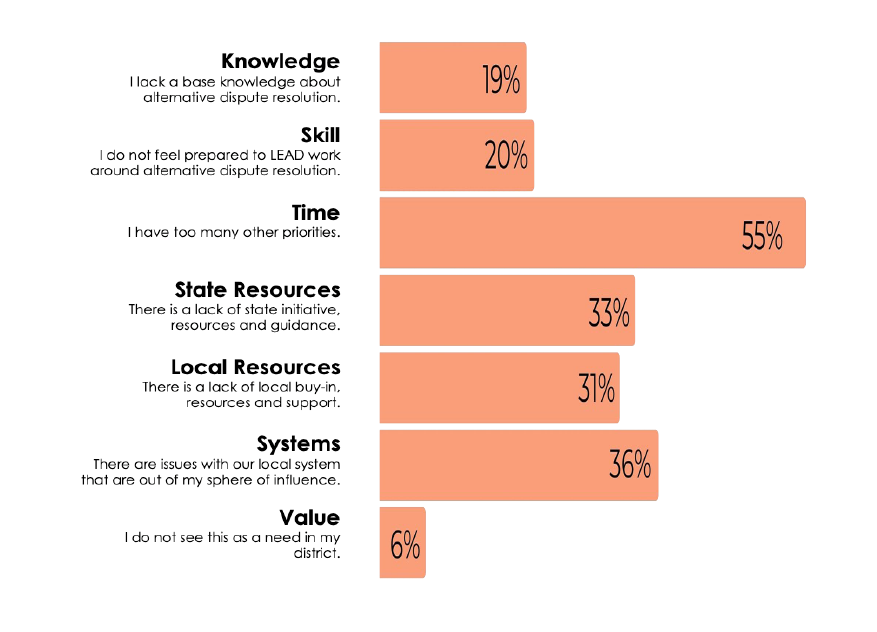 Knowledge
I lack a base knowledge about
alternative dispute resolution.
19%
Skill
I do not feel prepared to LEAD work
around alternative dispute resolution.
20%
Time
I have too many other priorities.
55%
State Resources
There is a lack of state initiative,
resources and guidance.
33%
Local Resources
There is a lack of local buy-in,
resources and support.
31%
Systems
There are issues with our local system
that are out of my sphere of influence.
36%
Value
I do not see this as a need in my
district.
6%